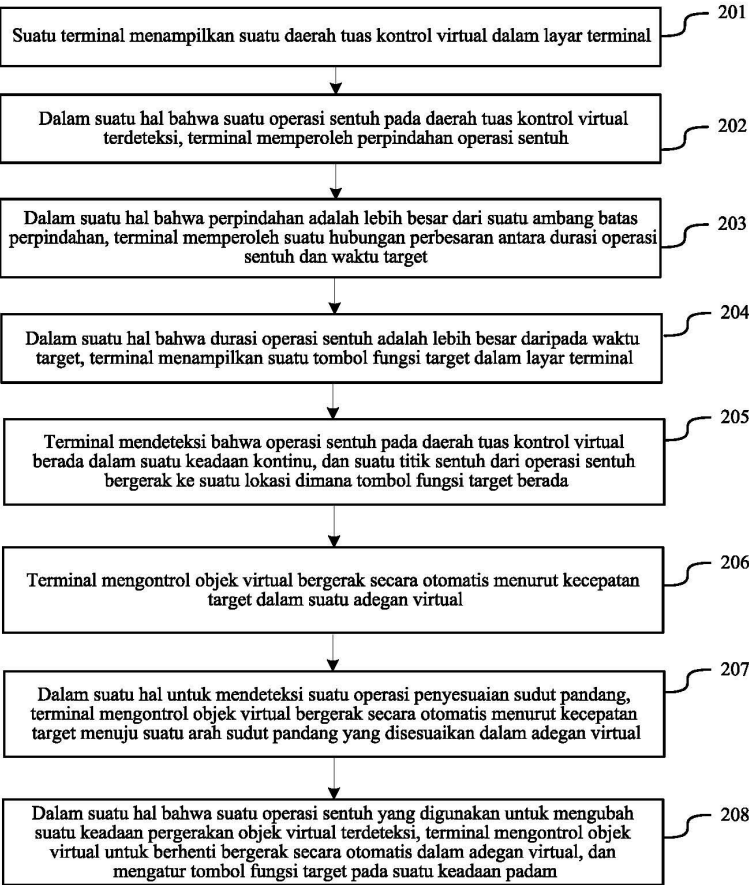 201
Suatu terminal menampilkan suatu daerah tuas kontrol virtual dalam layar terminal
Dalam suatu hal bahwa suatu operasi sentuh pada daerah tuas kontrol virtual
terdeteksi, terminal memperoleh perpindahan operasi sentuh
202
Dalam suatu hal bahwa perpindahan adalah lebih besar dari suatu ambang batas
perpindahan, terminal memperoleh suatu hubungan perbesaran antara durasi operasi
sentuh dan waktu target
203
204
Dalam suatu hal bahwa durasi operasi sentuh adalah lebih besar daripada waktu
target, terminal menampilkan suatu tombol fungsi target dalam layar terminal
205
Terminal mendeteksi bahwa operasi sentuh pada daerah tuas kontrol virtual
berada dalam suatu keadaan kontinu, dan suatu titik sentuh dari operasi sentuh
bergerak ke suatu lokasi dimana tombol fungsi target berada
206
Terminal mengontrol objek virtual bergerak secara otomatis menurut kecepatan
target dalam suatu adegan virtual
207
Dalam suatu hal untuk mendeteksi suatu operasi penyesuaian sudut pandang,
terminal mengontrol objek virtual bergerak secara otomatis menurut kecepatan
target menuju suatu arah sudut pandang yang disesuaikan dalam adegan virtual
208
Dalam suatu hal bahwa suatu operasi sentuh yang digunakan untuk mengubah
suatu keadaan pergerakan objek virtual terdeteksi, terminal mengontrol objek
virtual untuk berhenti bergerak secara otomatis dalam adegan virtual, dan
mengatur tombol fungsi target pada suatu keadaan padam